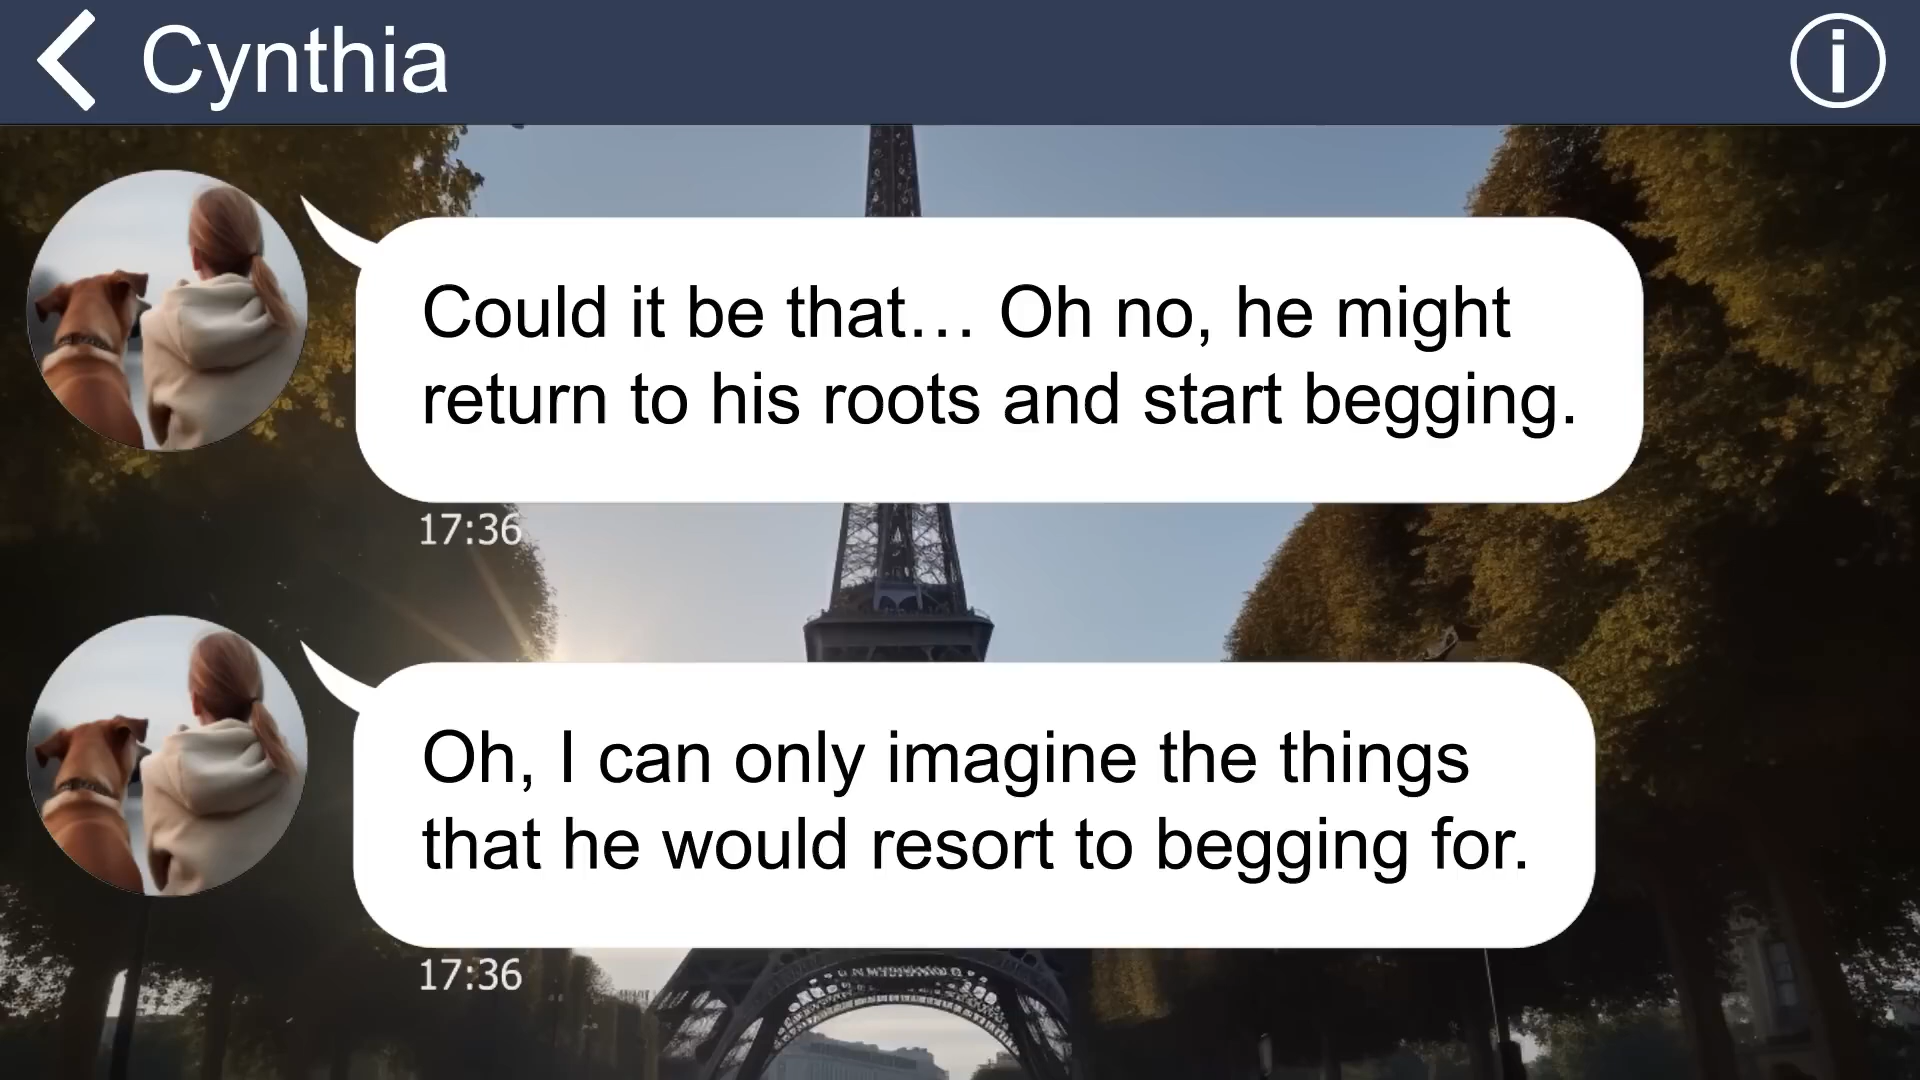 Cynthia
Could it be that… Oh no, he might
return to his roots and start begging.
17:36
Oh, I can only imagine the things
that he would resort to begging for.
17:36